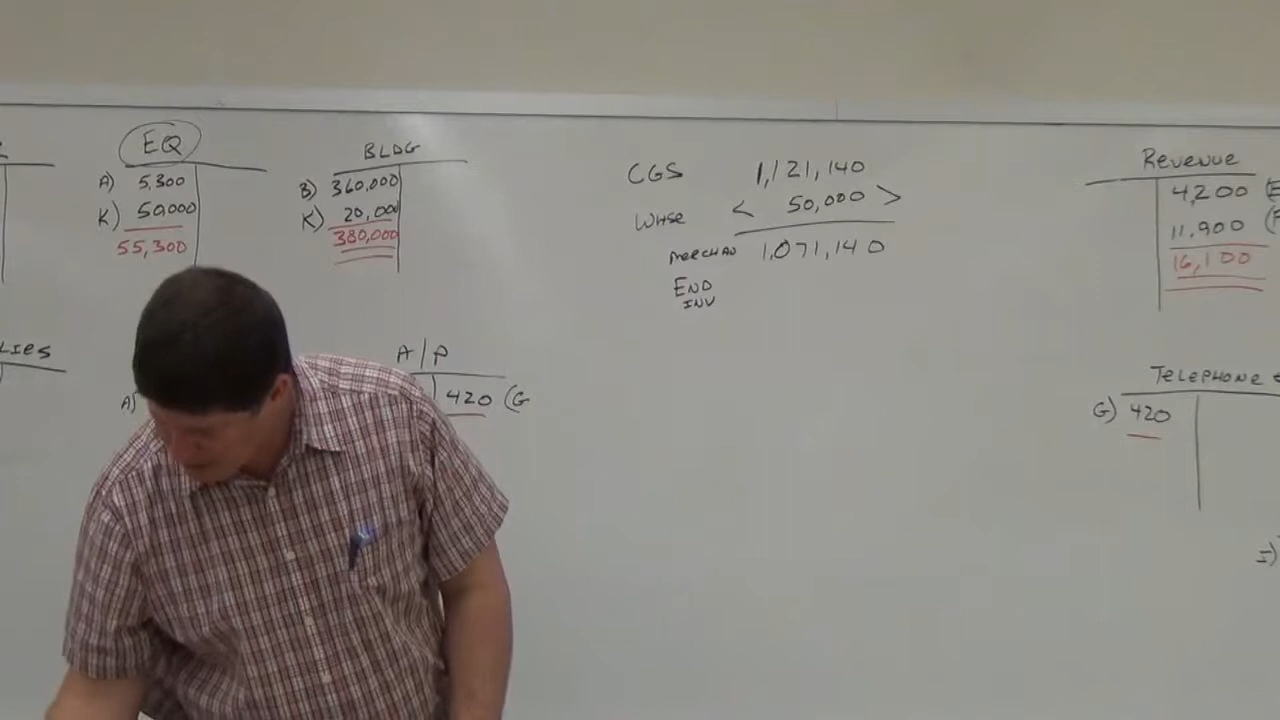 EQ
A) 5,300
K) 50,000
55,300
BLDG
B) 360,000
K) 20,000
380,000
CGS 1,121,140
WHSE < 50,000 >
MERCHAD 1,071,140
END
INV
Revenue
4,200 (E
11,900 (F
16,100
LIES
A)
A/P
420 (G
TELEPHONE
G) 420
I)